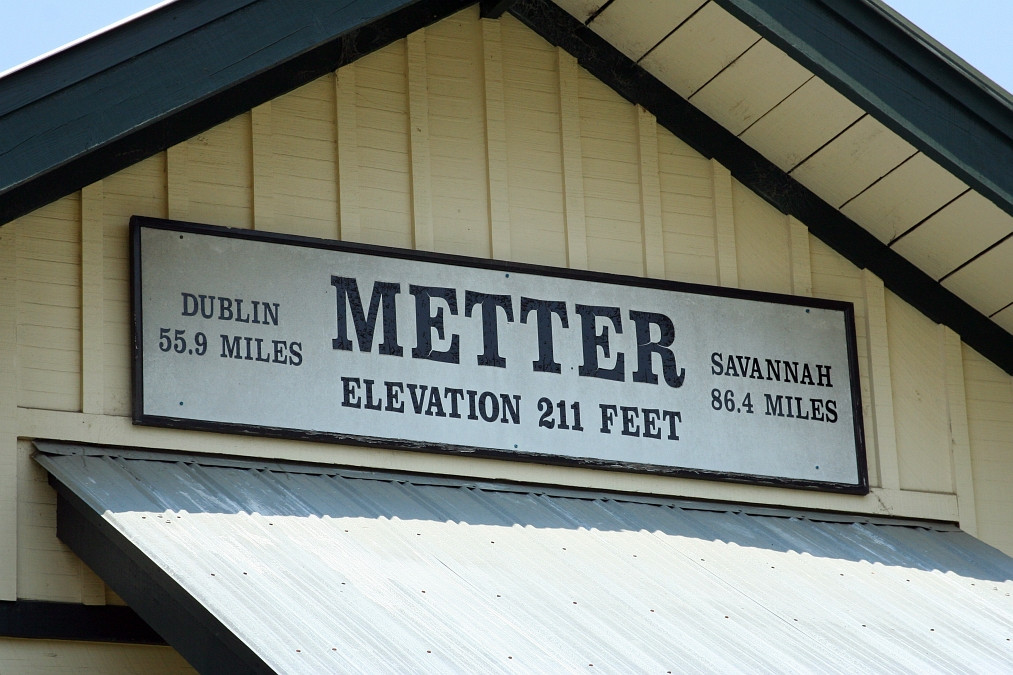 DUBLIN
55.9 MILES
METTER
ELEVATION 211 FEET
SAVANNAH
86.4 MILES